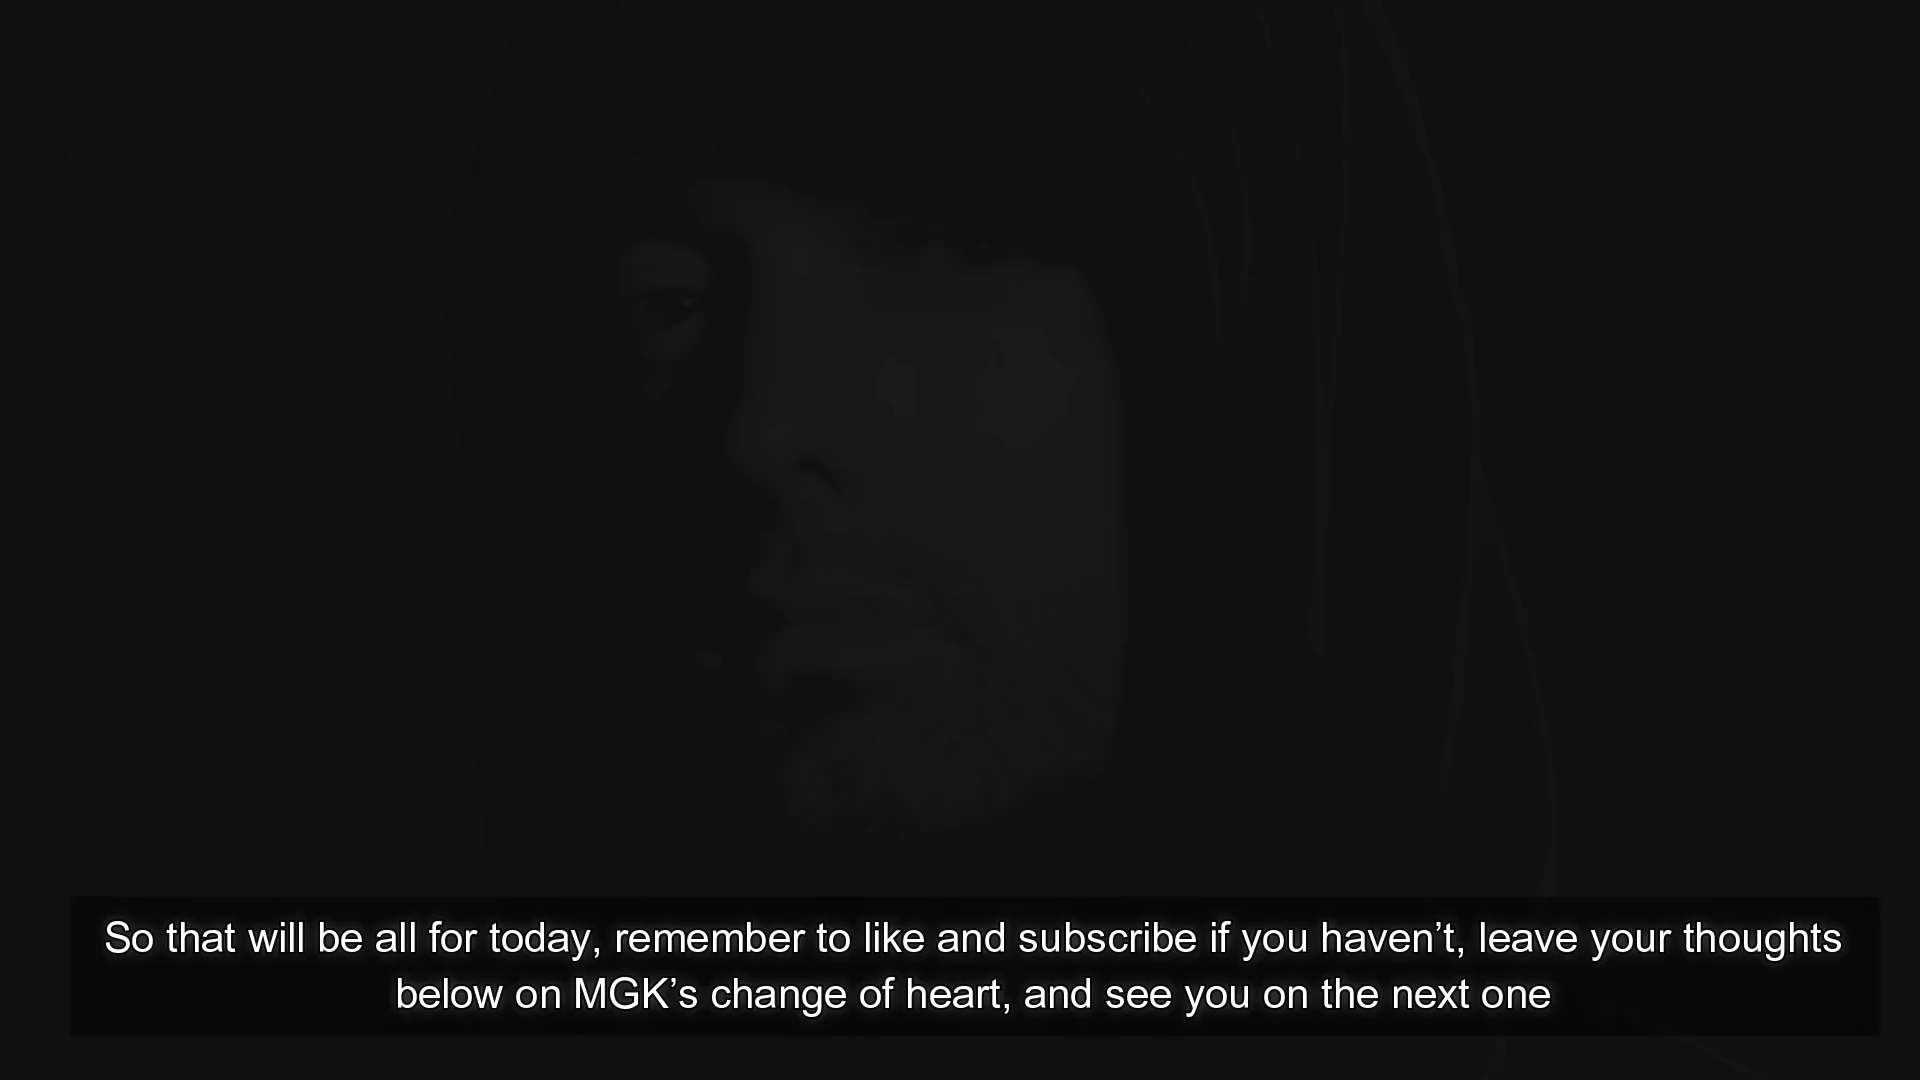 So that will be all for today, remember to like and subscribe if you haven’t, leave your thoughts
below on MGK’s change of heart, and see you on the next one